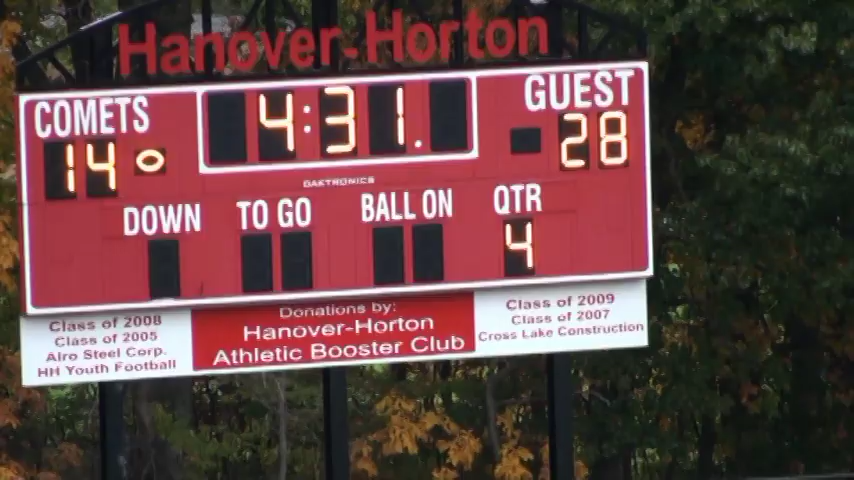 Hanover-Horton
COMETS 4:31. GUEST
14 28
DAKTRONICS
DOWN TO GO BALL ON QTR
4
Class of 2008
Class of 2005
Alro Steel Corp.
HH Youth Football
Donations by:
Hanover-Horton
Athletic Booster Club
Class of 2009
Class of 2007
Cross Lake Construction